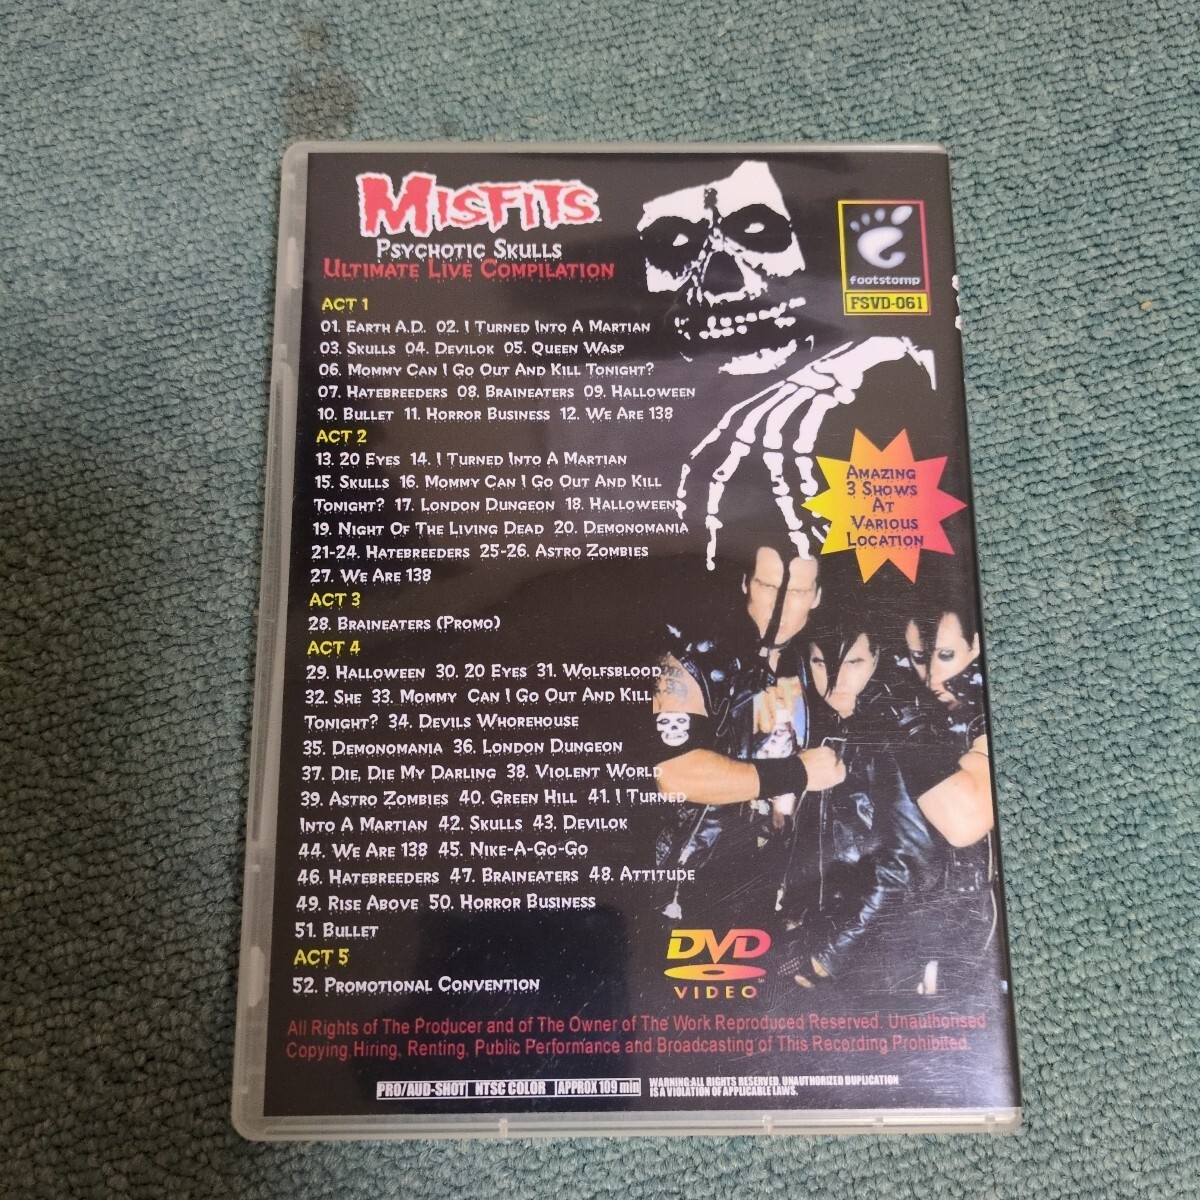 MISFITS
PSYCHOTIC SKULLS
ULTIMATE LIVE COMPILATION
footstomp
FSVD-061
ACT 1
01. EARTH A.D. 02. I TURNED INTO A MARTIAN
03. SKULLS 04. DEVILOK 05. QUEEN WASP
06. MOMMY CAN I GO OUT AND KILL TONIGHT?
07. HATEBREEDERS 08. BRAINEATERS 09. HALLOWEEN
10. BULLET 11. HORROR BUSINESS 12. WE ARE 138
ACT 2
13. 20 EYES 14. I TURNED INTO A MARTIAN
15. SKULLS 16. MOMMY CAN I GO OUT AND KILL
TONIGHT? 17. LONDON DUNGEON 18. HALLOWEEN
19. NIGHT OF THE LIVING DEAD 20. DEMONOMANIA
21-24. HATEBREEDERS 25-26. ASTRO ZOMBIES
27. WE ARE 138
ACT 3
28. BRAINEATERS (PROMO)
ACT 4
29. HALLOWEEN 30. 20 EYES 31. WOLFSBLOOD
32. SHE 33. MOMMY CAN I GO OUT AND KILL
TONIGHT? 34. DEVILS WHOREHOUSE
35. DEMONOMANIA 36. LONDON DUNGEON
37. DIE, DIE MY DARLING 38. VIOLENT WORLD
39. ASTRO ZOMBIES 40. GREEN HILL 41. I TURNED
INTO A MARTIAN 42. SKULLS 43. DEVILOK
44. WE ARE 138 45. NIKE-A-GO-GO
46. HATEBREEDERS 47. BRAINEATERS 48. ATTITUDE
49. RISE ABOVE 50. HORROR BUSINESS
51. BULLET
ACT 5
52. PROMOTIONAL CONVENTION
AMAZING
3 SHOWS
AT
VARIOUS
LOCATION
DVD
VIDEO
All Rights of The Producer and of The Owner of The Work Reproduced Reserved. Unauthorised
Copying, Hiring, Renting, Public Performance and Broadcasting of This Recording Prohibited.
PRO/AUD-SHOT NTSC COLOR APPROX 109 min
WARNING:ALL RIGHTS RESERVED. UNAUTHORIZED DUPLICATION
IS A VIOLATION OF APPLICABLE LAWS.